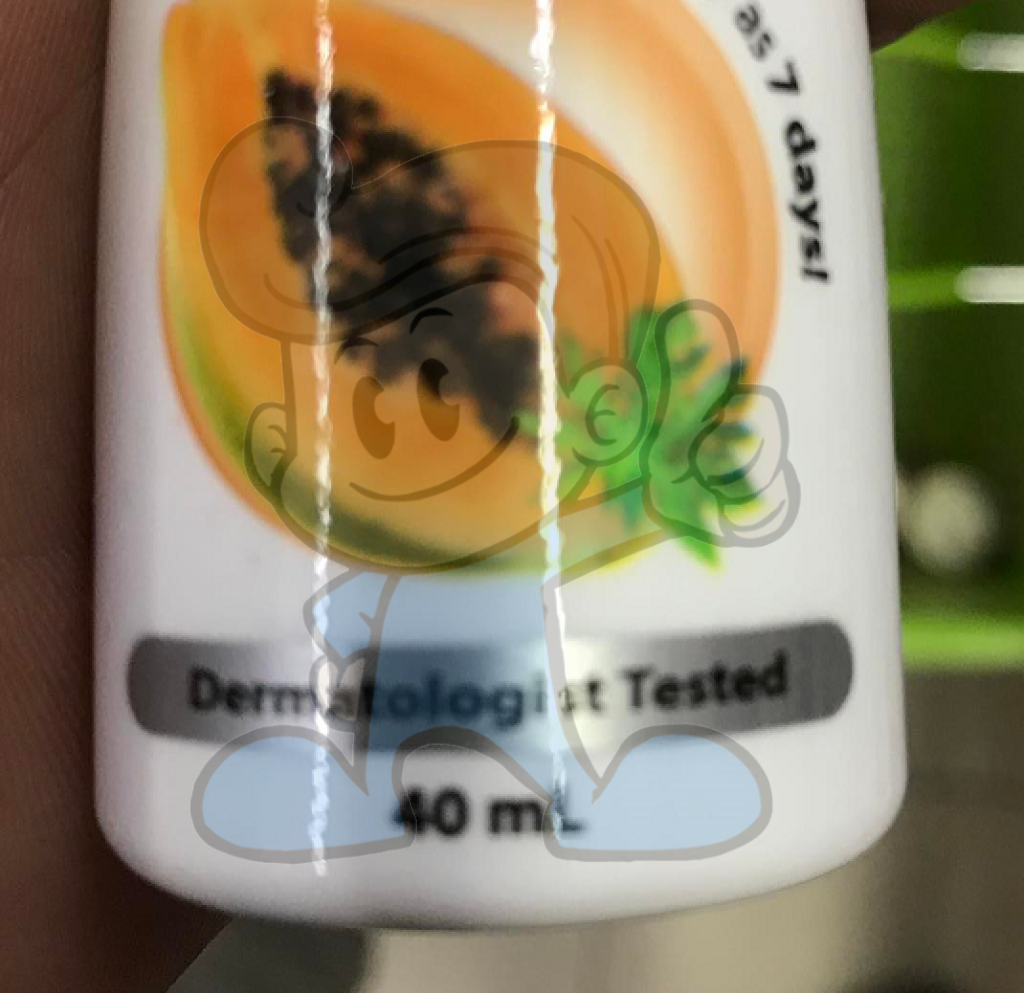 as 7 days!
Dermatologist Tested
40 mL